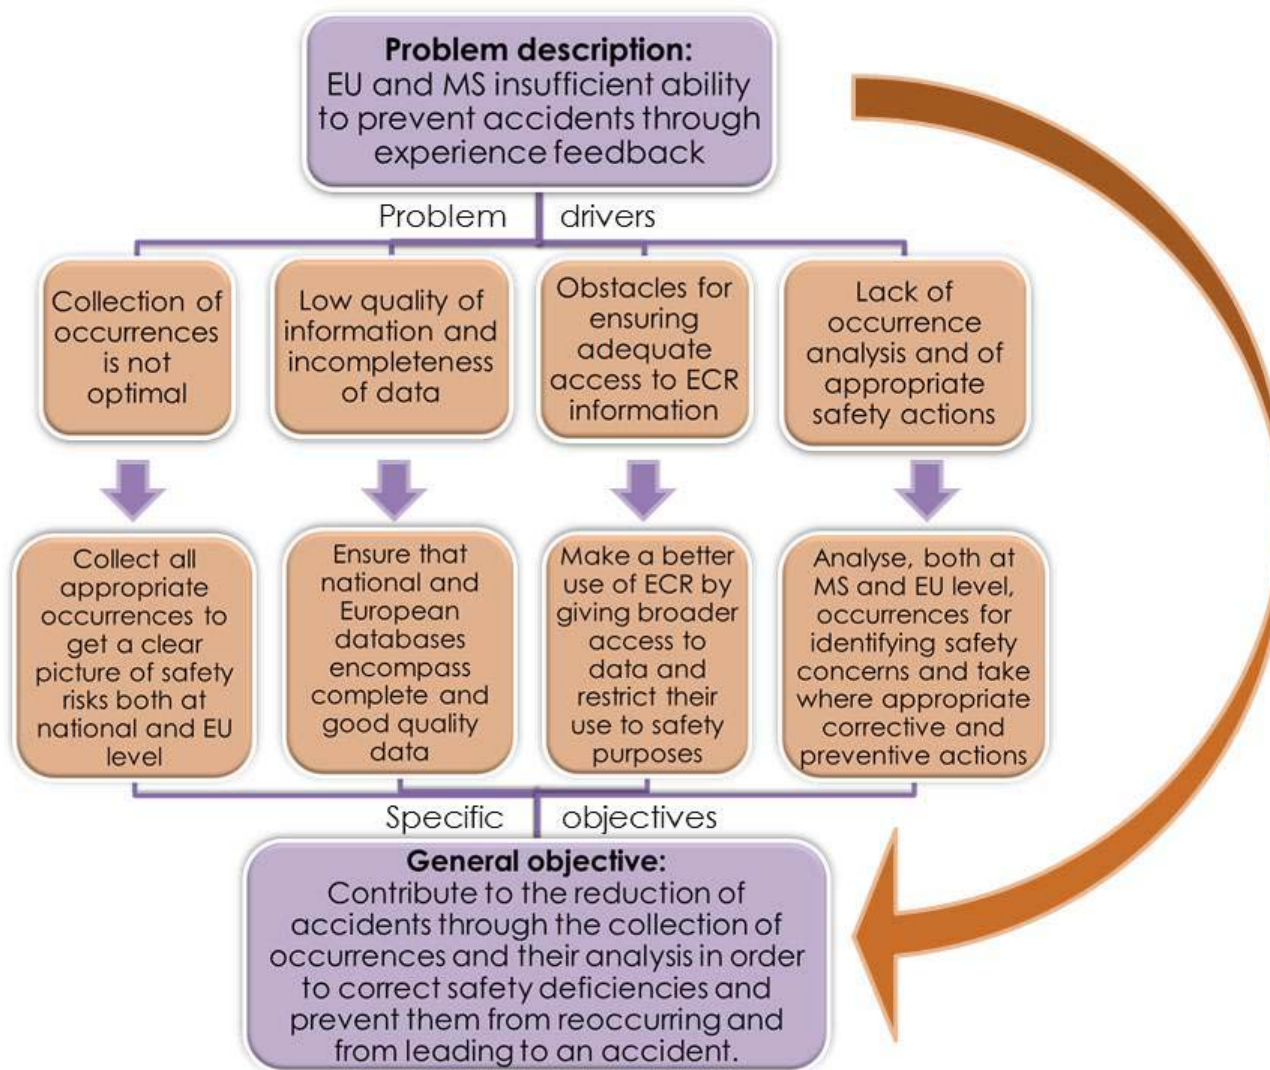 Problem description:
EU and MS insufficient ability
to prevent accidents through
experience feedback
Problem drivers
Collection of
occurrences
is not
optimal
Low quality of
information and
incompleteness
of data
Obstacles for
ensuring
adequate
access to ECR
information
Lack of
occurrence
analysis and of
appropriate
safety actions
Collect all
appropriate
occurrences to
get a clear
picture of safety
risks both at
national and EU
level
Ensure that
national and
European
databases
encompass
complete and
good quality
data
Make a better
use of ECR by
giving broader
access to
data and
restrict their
use to safety
purposes
Analyse, both at
MS and EU level,
occurrences for
identifying safety
concerns and take
where appropriate
corrective and
preventive actions
Specific objectives
General objective:
Contribute to the reduction of
accidents through the collection of
occurrences and their analysis in order
to correct safety deficiencies and
prevent them from reoccurring and
from leading to an accident.